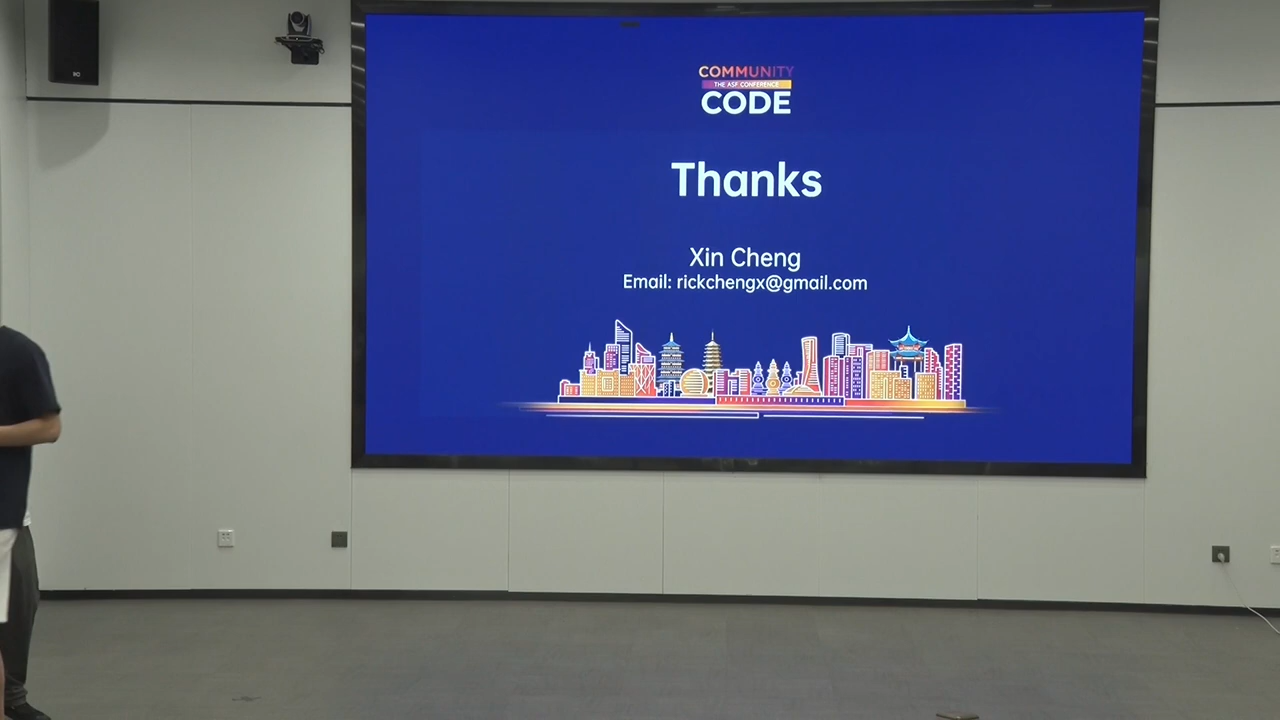 COMMUNITY
THE ASF CONFERENCE
CODE
Thanks
Xin Cheng
Email: rickchengx@gmail.com